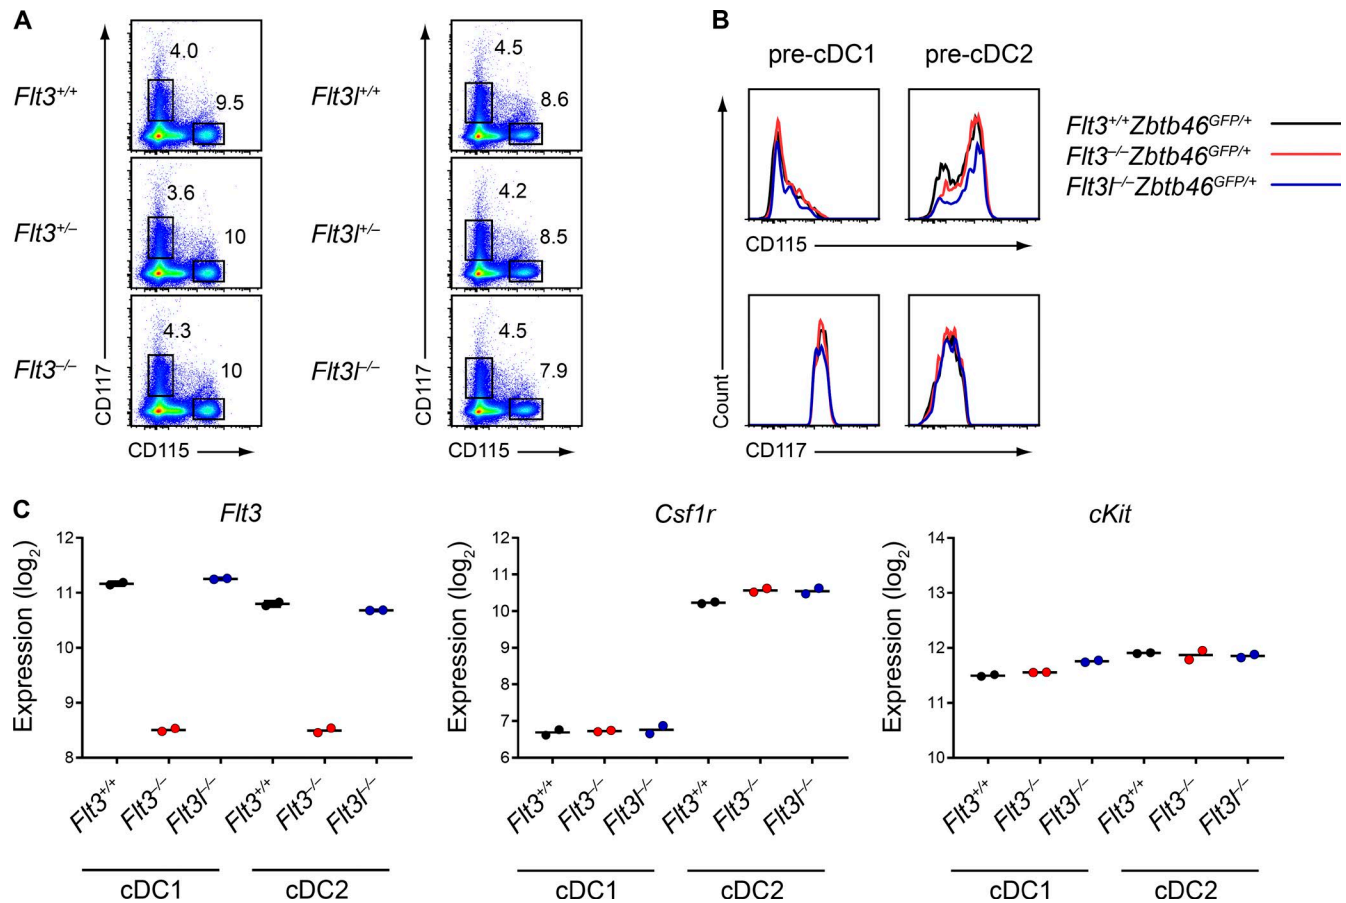 A
Flt3+/+
4.0
9.5
Flt3l+/+
4.5
8.6
Flt3+/–
3.6
10
Flt3l+/–
4.2
8.5
Flt3–/–
4.3
10
Flt3l–/–
4.5
7.9
CD117
CD115
CD117
CD115
B
pre-cDC1
pre-cDC2
Flt3+/+Zbtb46GFP/+
Flt3–/–Zbtb46GFP/+
Flt3l–/–Zbtb46GFP/+
CD115
Count
CD117
C
Flt3
Expression (log2)
12
11
10
9
8
Flt3+/+
Flt3–/–
Flt3l–/–
Flt3+/+
Flt3–/–
Flt3l–/–
cDC1
cDC2
Csf1r
Expression (log2)
12
11
10
9
8
7
6
Flt3+/+
Flt3–/–
Flt3l–/–
Flt3+/+
Flt3–/–
Flt3l–/–
cDC1
cDC2
cKit
Expression (log2)
14
13
12
11
10
Flt3+/+
Flt3–/–
Flt3l–/–
Flt3+/+
Flt3–/–
Flt3l–/–
cDC1
cDC2